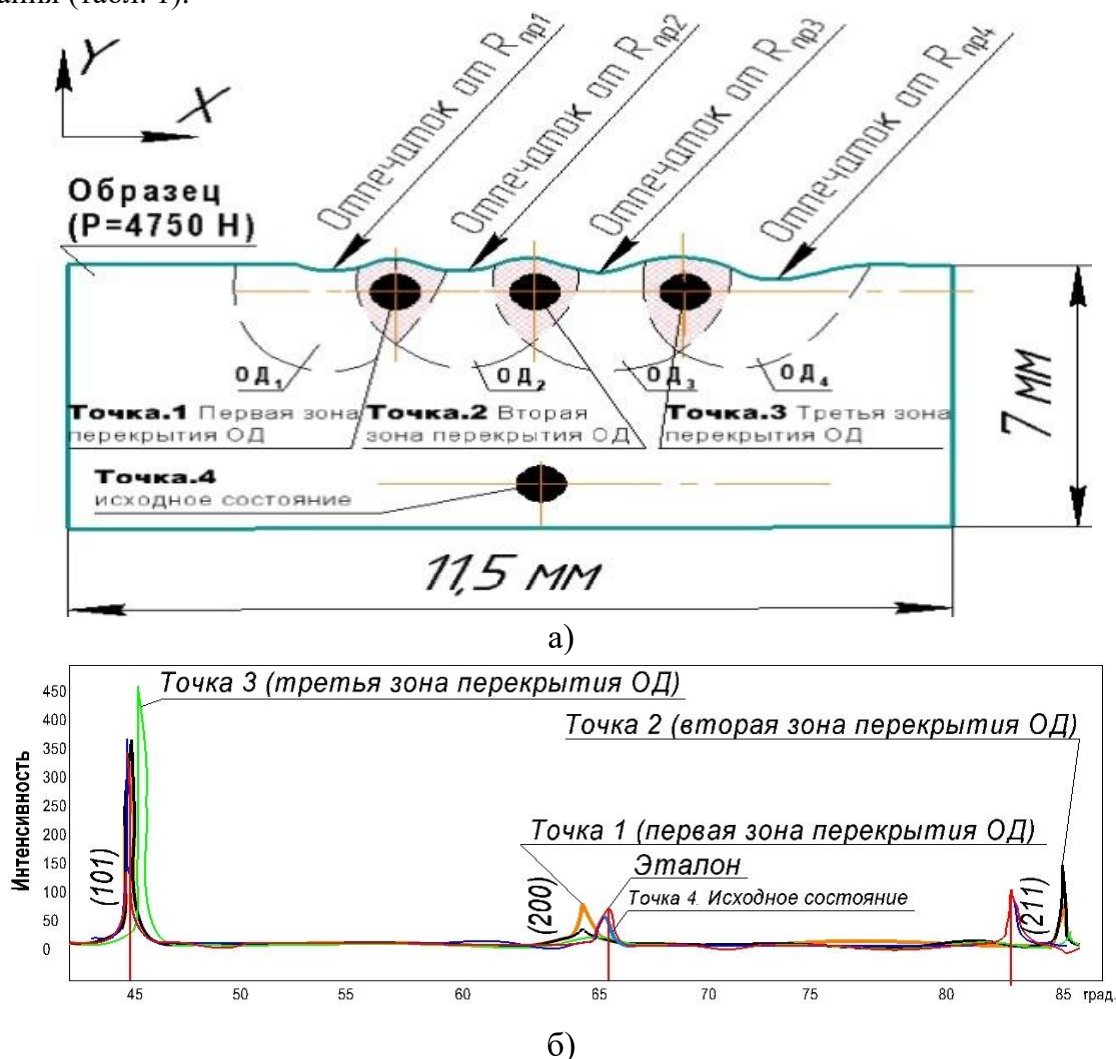 ания (табл. 1).
Y
X
Образец
(P=4750 Н)
Отпечаток от Rпр1
Отпечаток от Rпр2
Отпечаток от Rпр3
Отпечаток от Rпр4
ОД1
ОД2
ОД3
ОД4
Точка.1 Первая зона
перекрытия ОД
Точка.2 Вторая
зона перекрытия ОД
Точка.3 Третья зона
перекрытия ОД
Точка.4
исходное состояние
7 мм
11,5 мм
а)
Точка 3 (третья зона перекрытия ОД)
Точка 2 (вторая зона перекрытия ОД)
Точка 1 (первая зона перекрытия ОД)
Эталон
Точка 4. Исходное состояние
Интенсивность
450
400
350
300
250
200
150
100
50
0
(101)
(200)
(211)
45 50 55 60 65 70 75 80 85 град.
б)